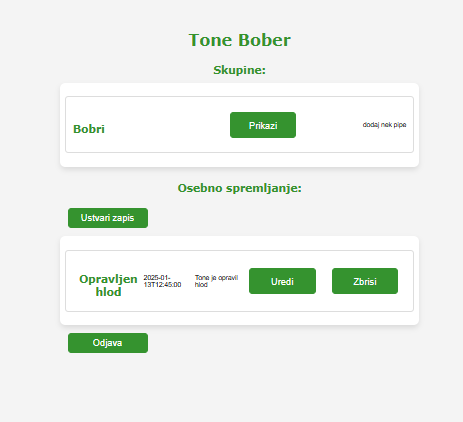 Tone Bober
Skupine:
Bobri
Prikazi
dodaj nek pipe
Osebno spremljanje:
Ustvari zapis
Opravljen
hlod
2025-01-
13T12:45:00
Tone je opravil
hlod
Uredi
Zbrisi
Odjava